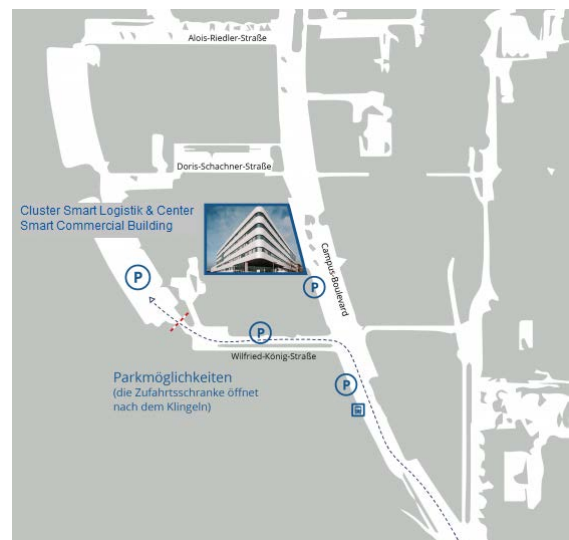 Alois-Riedler-Straße
Doris-Schachner-Straße
Cluster Smart Logistik & Center
Smart Commercial Building
P
P
Campus-Boulevard
P
Wilfried-König-Straße
Parkmöglichkeiten
(die Zufahrtsschranke öffnet
nach dem Klingeln)
P